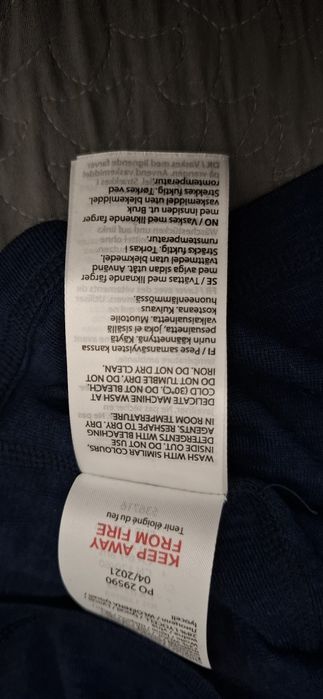 PO 29590
04/2021
KEEP AWAY
FROM FIRE
Tenir éloigné du feu
WASH WITH SIMILAR COLOURS,
INSIDE OUT. DO NOT USE
DETERGENTS WITH BLEACHING
AGENTS. RESHAPE TO DRY. DRY
IN ROOM TEMPERATURE.
DELICATE MACHINE WASH AT
COLD (30°C), DO NOT BLEACH,
DO NOT TUMBLE DRY, DO NOT
IRON, DO NOT DRY CLEAN.
FI / Pese samansävyisten kanssa
nurin käännettynä. Käytä
pesuainetta, joka ei sisällä
valkaisuainetta. Muotoile
kosteena. Kuivaus
huoneenlämmössä.
SE / Tvättas med liknande färger
med aviga sidan utåt. Använd
tvättmedel utan blekmedel.
Sträcks fuktig. Torkas i
rumstemperatur.
NO / Vaskes med liknende farger
med innsiden ut. Bruk
vaskemiddel uten blekemiddel.
Strekkes fuktig. Tørkes ved
romtemperatur.